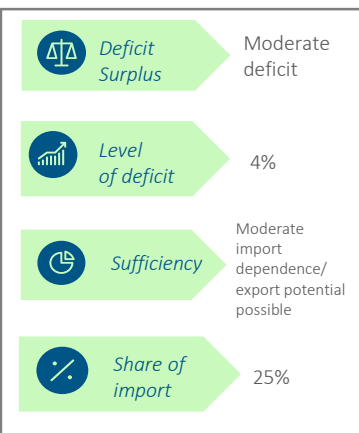 Deficit
Surplus
Moderate
deficit
Level
of deficit
4%
Sufficiency
Moderate
import
dependence/
export potential
possible
Share of
import
25%